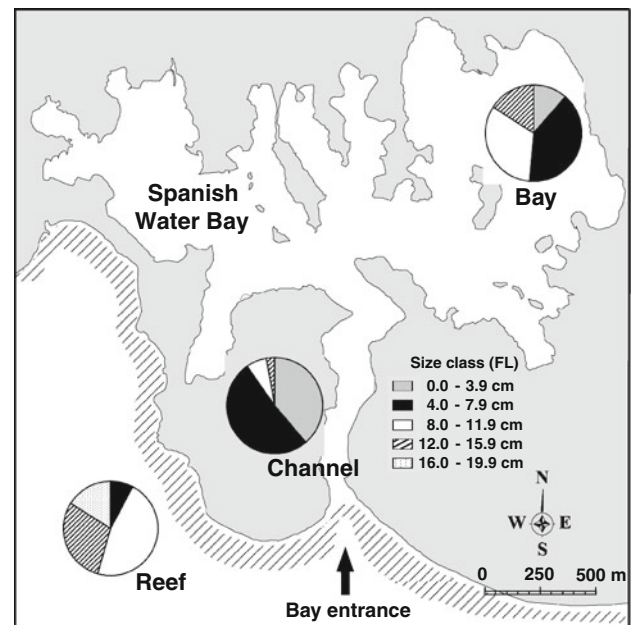 Spanish
Water Bay
Bay
Size class (FL)
0.0 - 3.9 cm
4.0 - 7.9 cm
8.0 - 11.9 cm
12.0 - 15.9 cm
16.0 - 19.9 cm
Channel
N
W E
S
Reef
0 250 500 m
Bay entrance